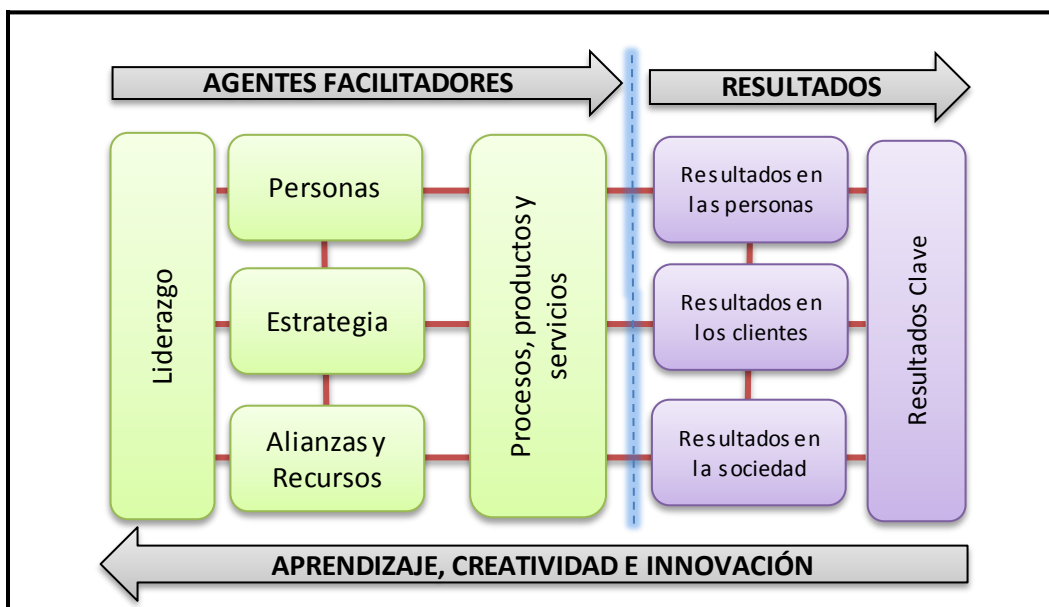 AGENTES FACILITADORES
RESULTADOS
Liderazgo
Personas
Estrategia
Alianzas y
Recursos
Procesos, productos y
servicios
Resultados en
las personas
Resultados en
los clientes
Resultados en
la sociedad
Resultados Clave
APRENDIZAJE, CREATIVIDAD E INNOVACIÓN